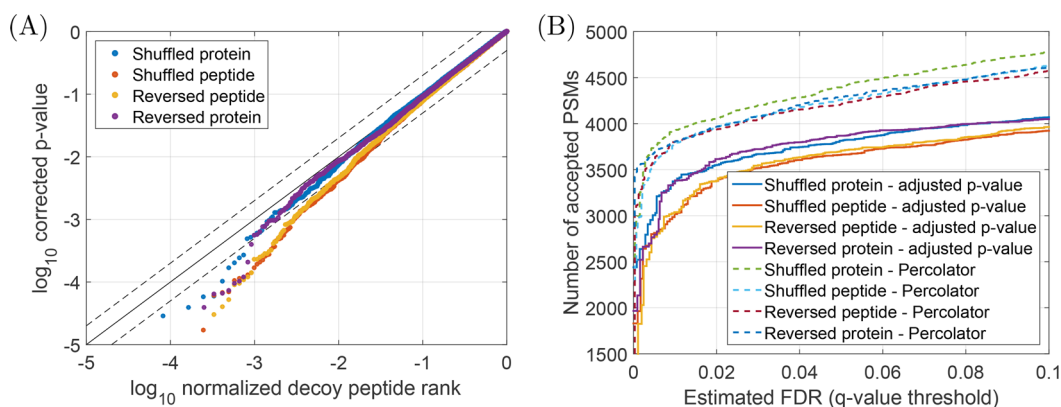 (A)
0
-1
-2
-3
-4
-5
log10 corrected p-value
Shuffled protein
Shuffled peptide
Reversed peptide
Reversed protein
-5 -4 -3 -2 -1 0
log10 normalized decoy peptide rank
(B)
5000
4500
4000
3500
3000
2500
2000
1500
Number of accepted PSMs
Shuffled protein - adjusted p-value
Shuffled peptide - adjusted p-value
Reversed peptide - adjusted p-value
Reversed protein - adjusted p-value
Shuffled protein - Percolator
Shuffled peptide - Percolator
Reversed peptide - Percolator
Reversed protein - Percolator
0 0.02 0.04 0.06 0.08 0.1
Estimated FDR (q-value threshold)